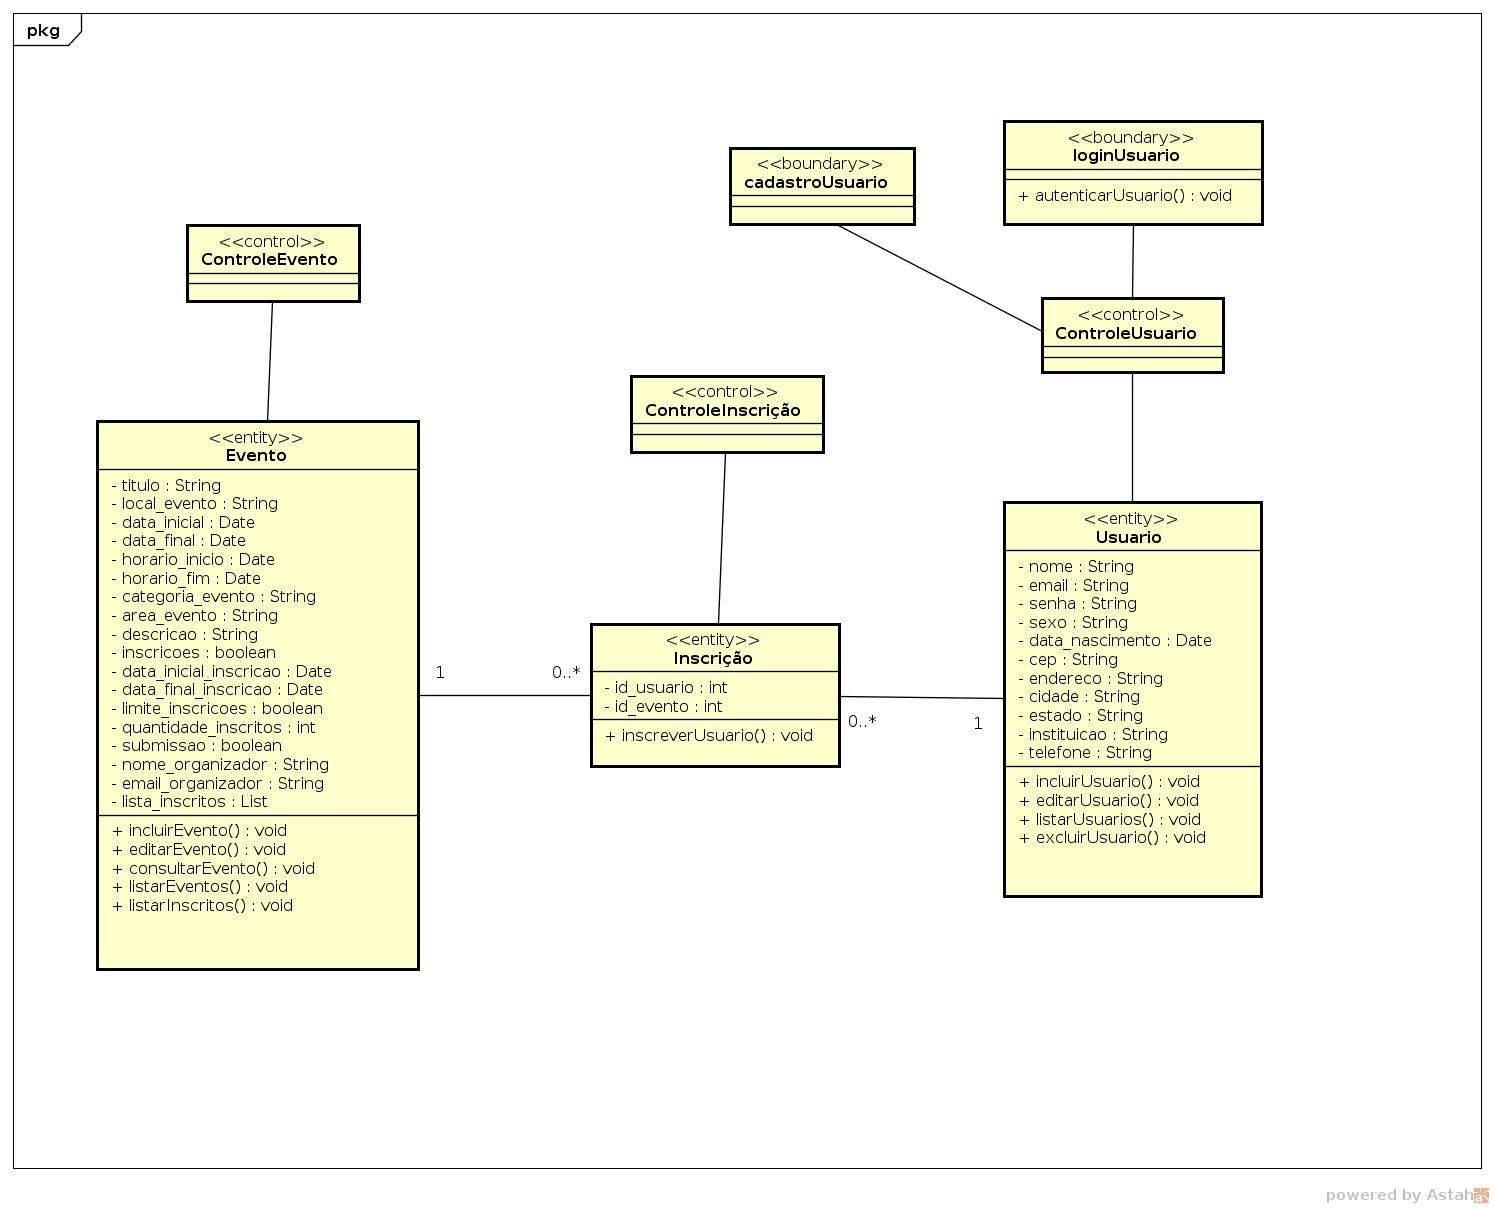 pkg
<<boundary>>
loginUsuario
+ autenticarUsuario() : void
<<boundary>>
cadastroUsuario
<<control>>
ControleEvento
<<control>>
ControleUsuario
<<control>>
ControleInscrição
<<entity>>
Evento
- titulo : String
- local_evento : String
- data_inicial : Date
- data_final : Date
- horario_inicio : Date
- horario_fim : Date
- categoria_evento : String
- area_evento : String
- descricao : String
- inscricoes : boolean
- data_inicial_inscricao : Date
- data_final_inscricao : Date
- limite_inscricoes : boolean
- quantidade_inscritos : int
- submissao : boolean
- nome_organizador : String
- email_organizador : String
- lista_inscritos : List
+ incluirEvento() : void
+ editarEvento() : void
+ consultarEvento() : void
+ listarEventos() : void
+ listarInscritos() : void
1
0..*
<<entity>>
Inscrição
- id_usuario : int
- id_evento : int
+ inscreverUsuario() : void
0..*
1
<<entity>>
Usuario
- nome : String
- email : String
- senha : String
- sexo : String
- data_nascimento : Date
- cep : String
- endereco : String
- cidade : String
- estado : String
- instituicao : String
- telefone : String
+ incluirUsuario() : void
+ editarUsuario() : void
+ listarUsuarios() : void
+ excluirUsuario() : void
powered by Astah